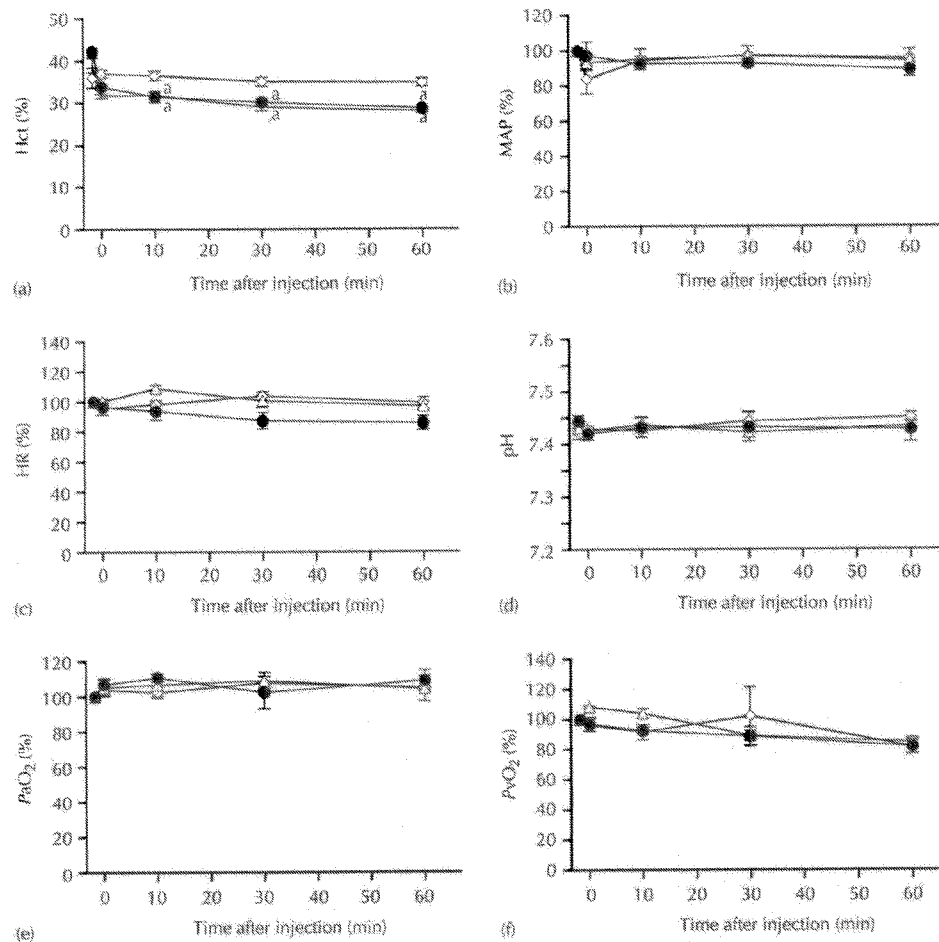 50
40
30
20
10
0
Hct (%)
a
a
a
a
a
a
0 10 20 30 40 50 60
Time after injection (min)
(a)
120
100
80
60
40
20
0
MAP (%)
0 10 20 30 40 50 60
Time after injection (min)
(b)
140
120
100
80
60
40
20
0
HR (%)
0 10 20 30 40 50 60
Time after injection (min)
(c)
7.6
7.5
7.4
7.3
7.2
pH
0 10 20 30 40 50 60
Time after injection (min)
(d)
120
100
80
60
40
20
0
PaO₂ (%)
0 10 20 30 40 50 60
Time after injection (min)
(e)
140
120
100
80
60
40
20
0
PvO₂ (%)
0 10 20 30 40 50 60
Time after injection (min)
(f)